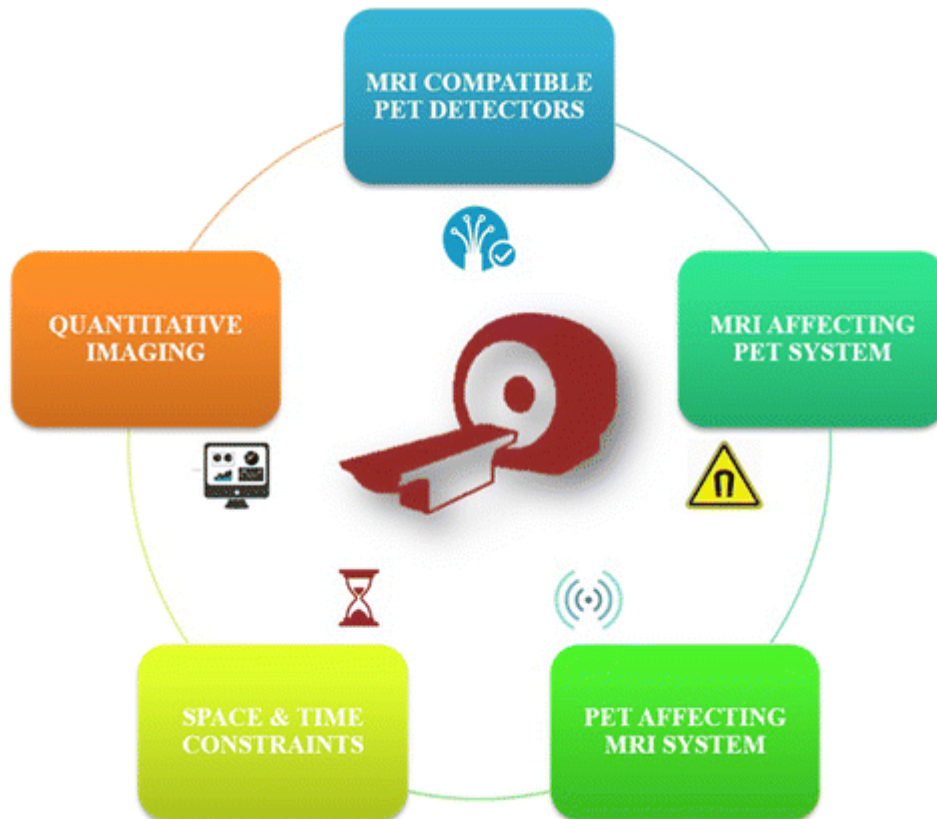 MRI COMPATIBLE
PET DETECTORS
QUANTITATIVE
IMAGING
MRI AFFECTING
PET SYSTEM
SPACE & TIME
CONSTRAINTS
PET AFFECTING
MRI SYSTEM